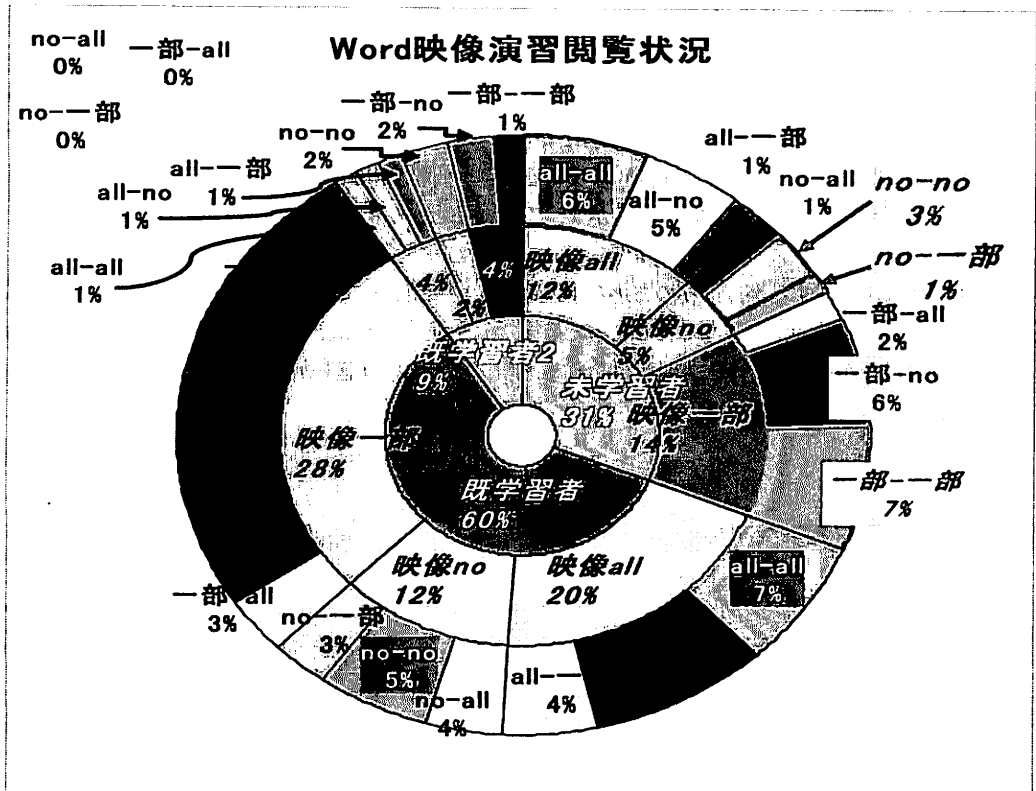 Word映像演習閲覧状況
no-all
0%
一部-all
0%
no-一部
0%
一部-no
2%
一部-一部
1%
no-no
2%
all-一部
1%
all-no
1%
all-all
1%
all-all
6%
all-no
5%
all-一部
1%
no-all
1%
no-no
3%
no-一部
1%
一部-all
2%
一部-no
6%
一部-一部
7%
4%
2%
4%
映像all
12%
映像no
5%
映像一部
14%
既学習者2
9%
未学習者
31%
既学習者
60%
映像一部
28%
映像no
12%
映像all
20%
all-all
7%
all-一
4%
no-all
4%
no-no
5%
no-一部
3%
一部-all
3%